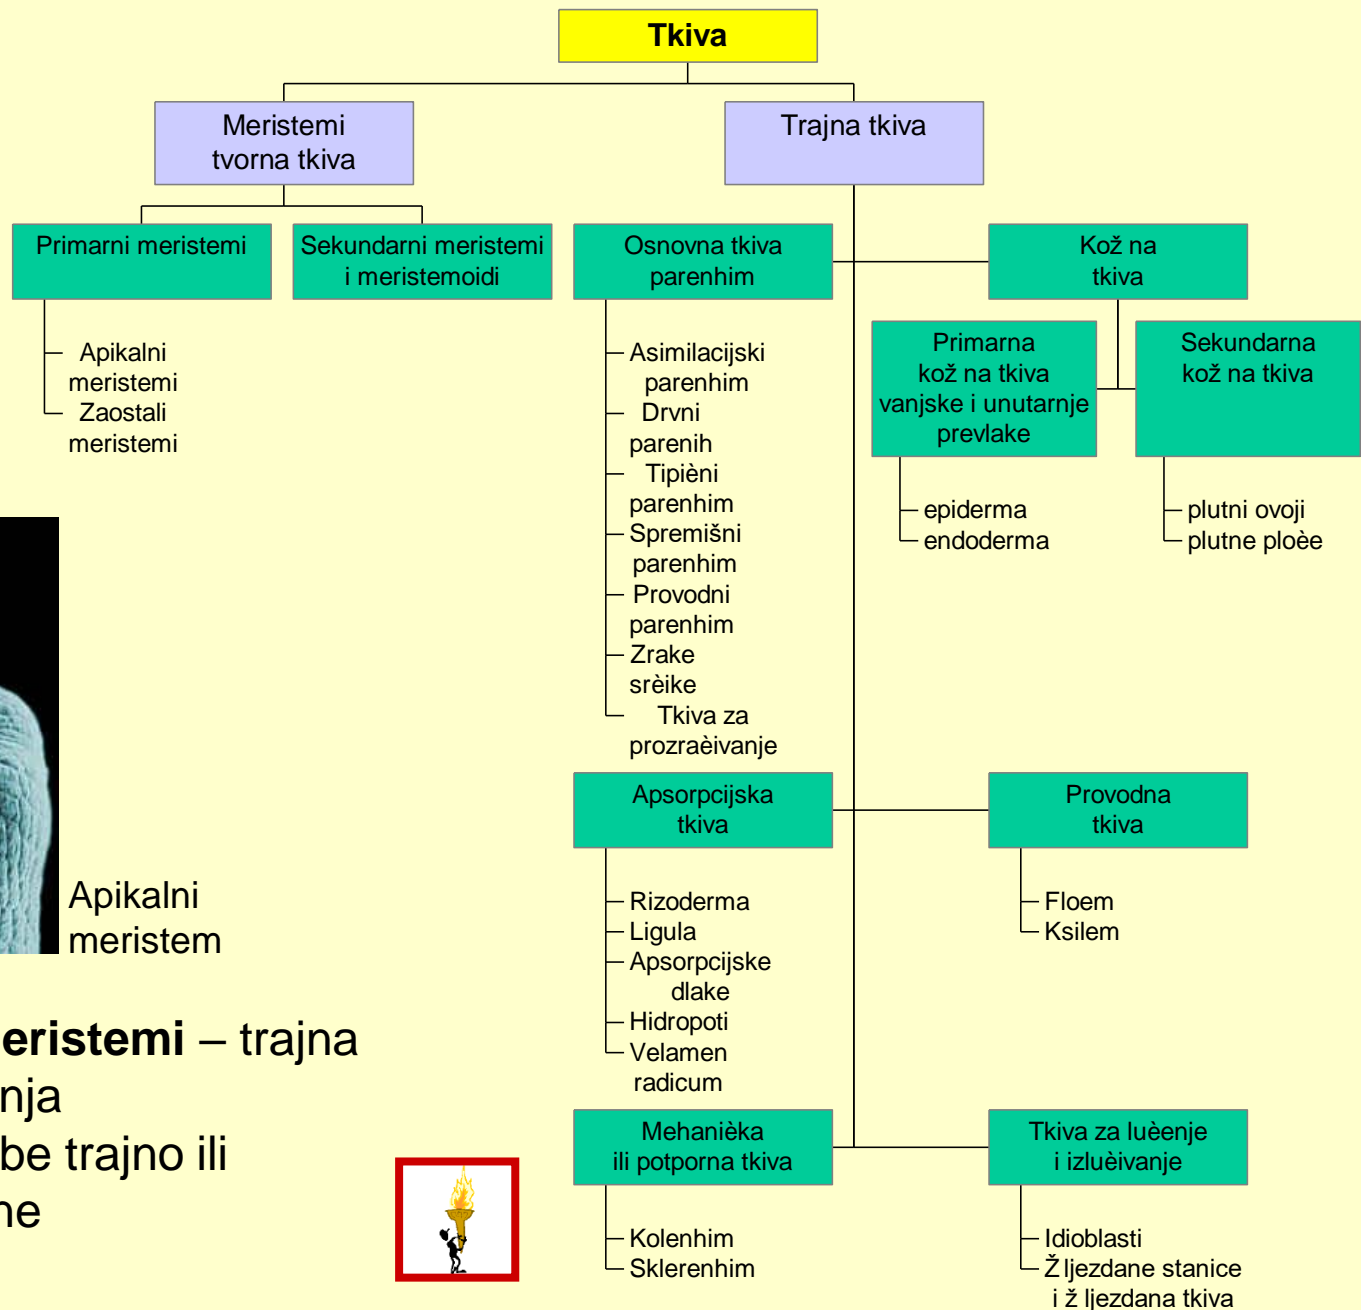 Tkiva
Meristemi
tvorna tkiva
Trajna tkiva
Primarni meristemi
Sekundarni meristemi
i meristemoidi
Osnovna tkiva
parenhim
Kož na
tkiva
Apikalni
meristemi
Zaostali
meristemi
Asimilacijski
parenhim
Drvni
parenih
Tipièni
parenhim
Spremišni
parenhim
Provodni
parenhim
Zrake
srèike
Tkiva za
prozraèivanje
Primarna
kož na tkiva
vanjske i unutarnje
prevlake
Sekundarna
kož na tkiva
epiderma
endoderma
plutni ovoji
plutne ploèe
Apsorpcijska
tkiva
Provodna
tkiva
Rizoderma
Ligula
Apsorpcijske
dlake
Hidropoti
Velamen
radicum
Floem
Ksilem
Mehanièka
ili potporna tkiva
Tkiva za luèenje
i izluèivanje
Kolenhim
Sklerenhim
Idioblasti
Ž ljezdane stanice
i ž ljezdana tkiva
Apikalni
meristem
eristemi – trajna
nja
be trajno ili
ne